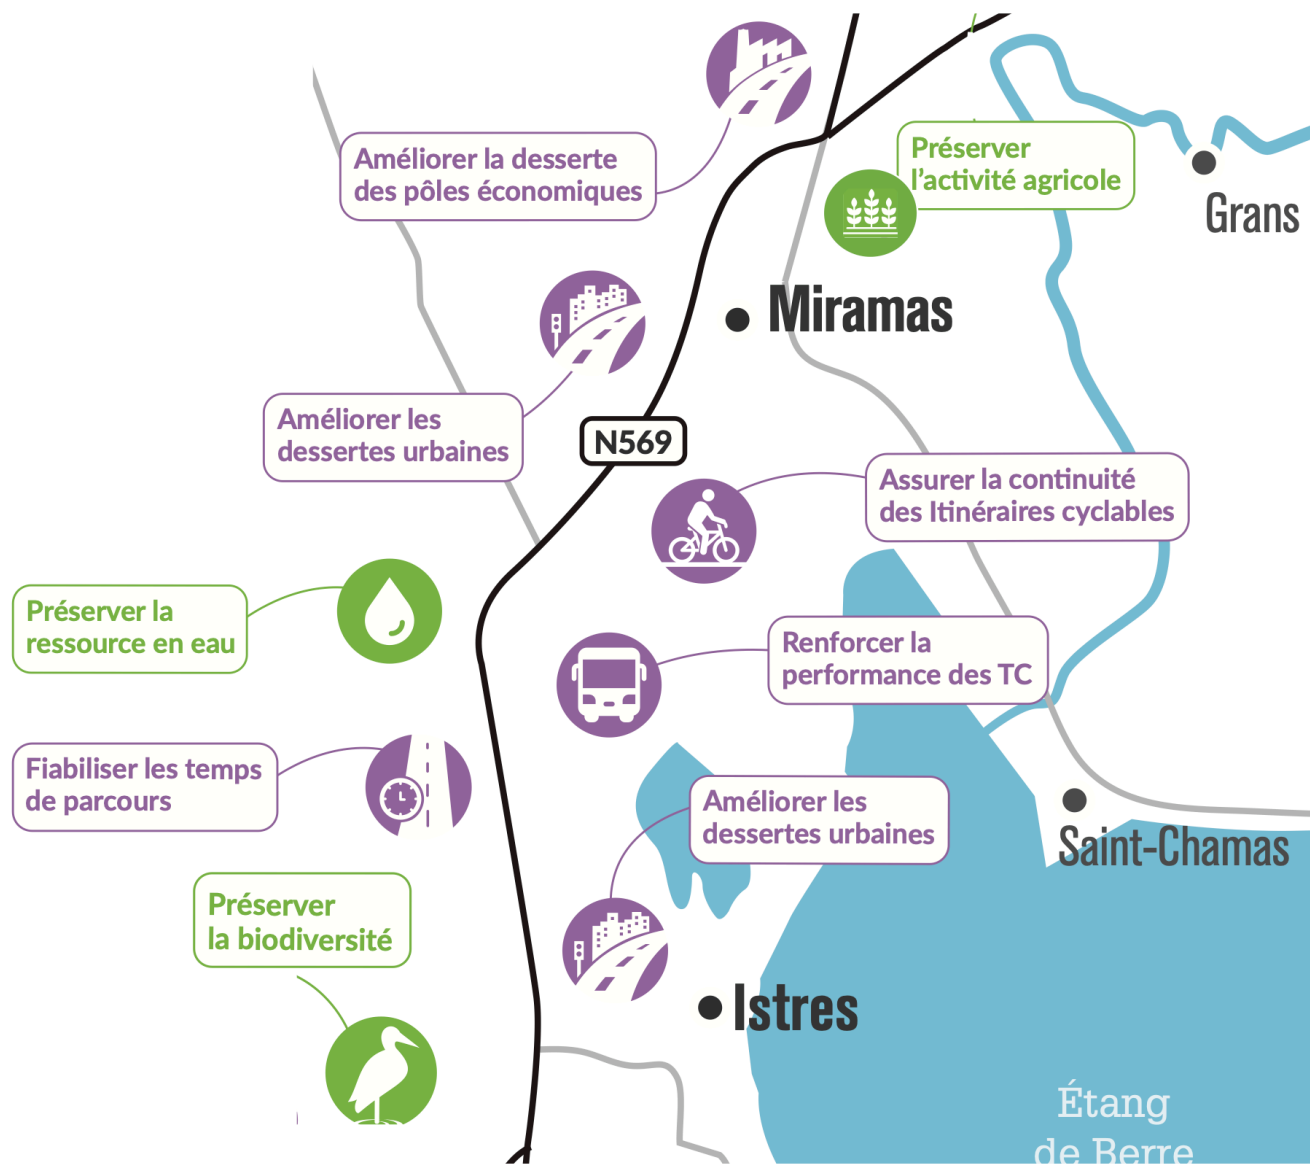 Améliorer la desserte
des pôles économiques
Préserver
l'activité agricole
Grans
Miramas
Améliorer les
dessertes urbaines
N569
Assurer la continuité
des Itinéraires cyclables
Préserver la
ressource en eau
Renforcer la
performance des TC
Fiabiliser les temps
de parcours
Améliorer les
dessertes urbaines
Saint-Chamas
Préserver
la biodiversité
Istres
Étang
de Berre